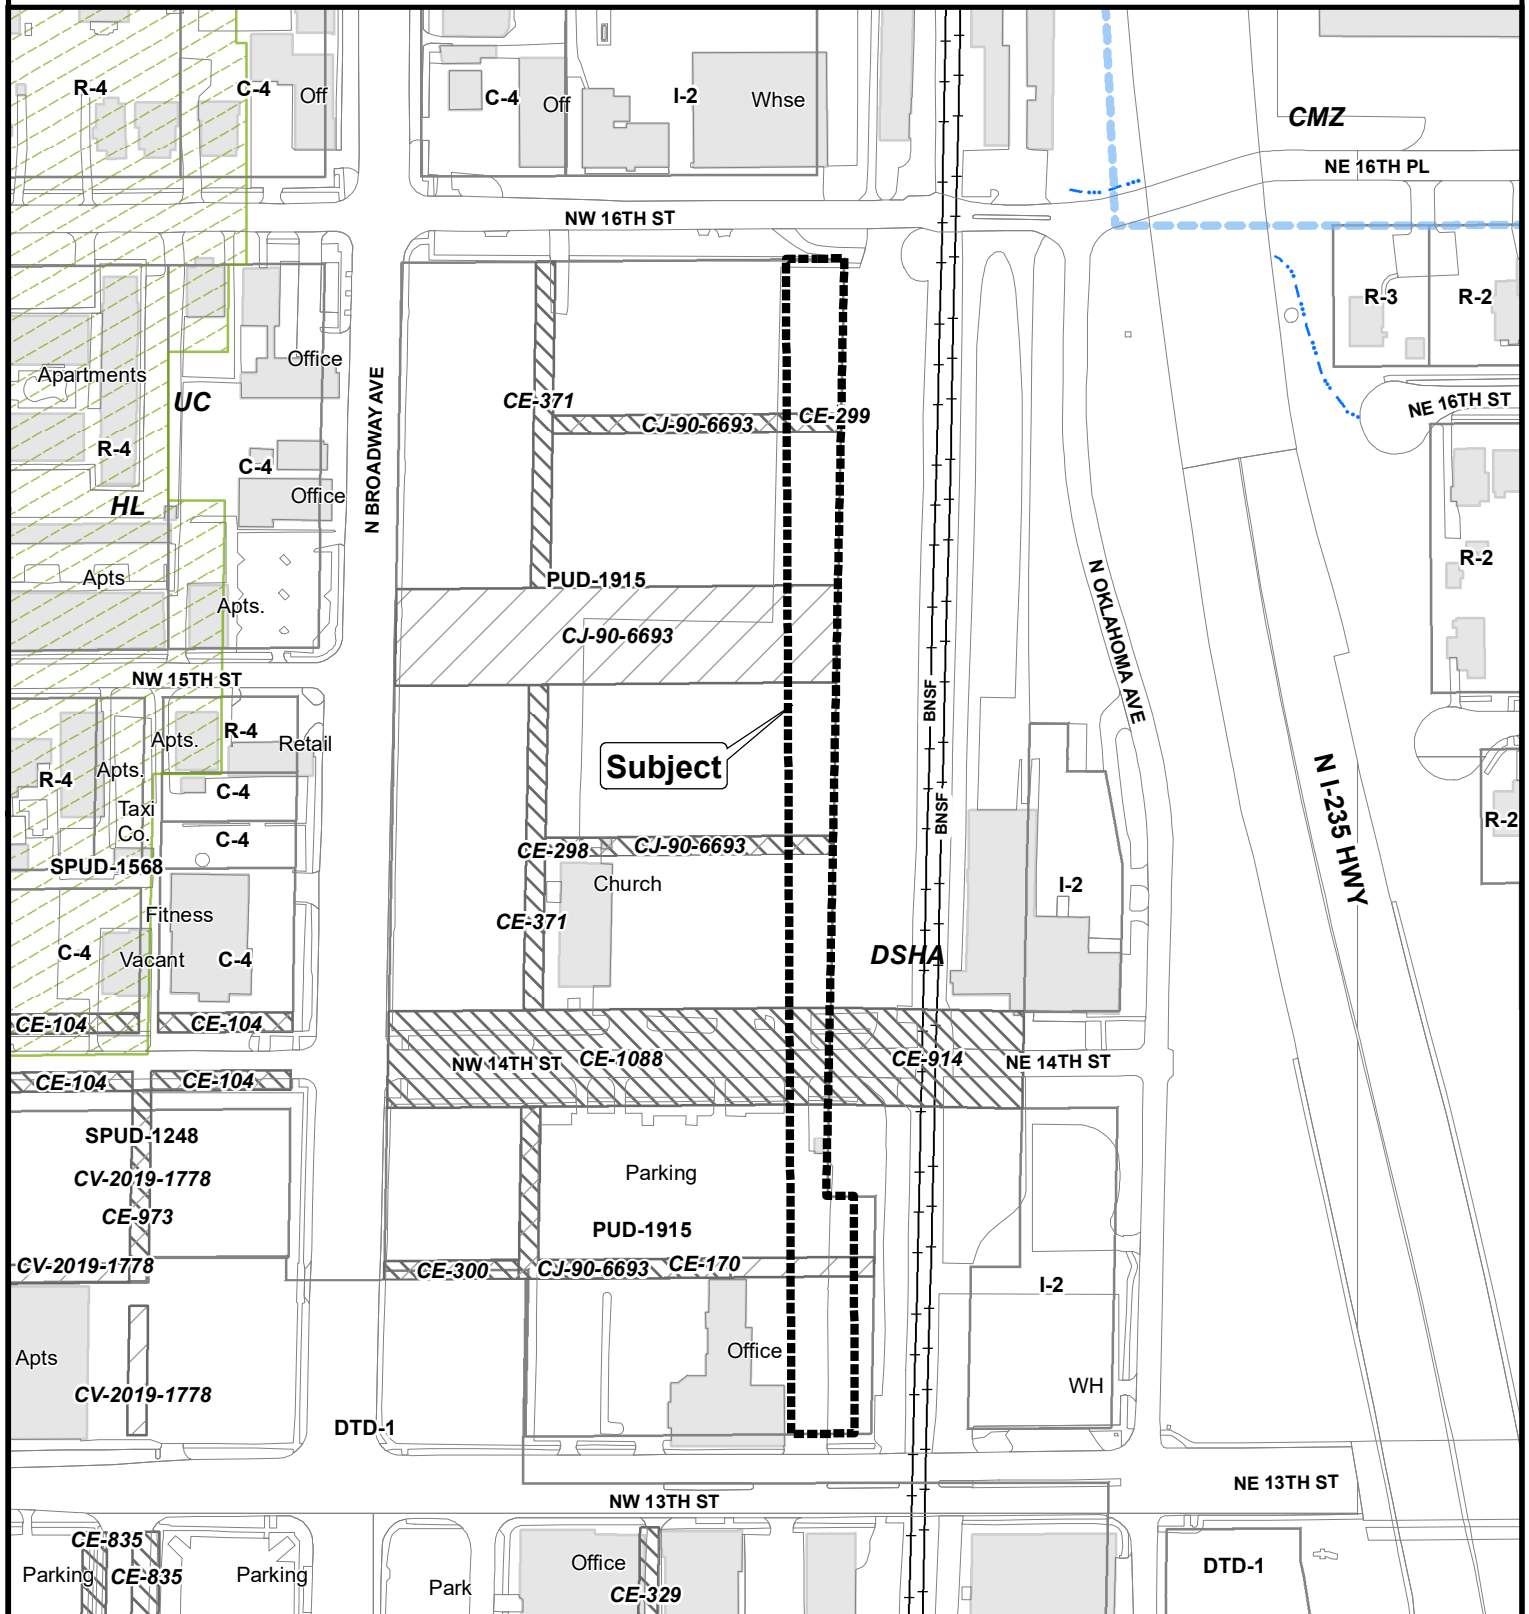 R-4
C-4
Off
C-4
Off
I-2
Whse
CMZ
NE 16TH PL
NW 16TH ST
R-3
R-2
Apartments
Office
UC
N BROADWAY AVE
CE-371
CJ-90-6693
CE-299
NE 16TH ST
R-4
C-4
Office
HL
Apts
Apts.
PUD-1915
CJ-90-6693
R-2
N OKLAHOMA AVE
NW 15TH ST
BNSF
Apts.
R-4
Retail
R-4
Apts.
Taxi
Co.
C-4
C-4
Subject
BNSF
N I-235 HWY
R-2
SPUD-1568
CE-298
CJ-90-6693
Church
I-2
Fitness
CE-371
C-4
Vacant
C-4
DSHA
CE-104
CE-104
NW 14TH ST
CE-1088
CE-914
NE 14TH ST
CE-104
CE-104
SPUD-1248
CV-2019-1778
CE-973
Parking
PUD-1915
CV-2019-1778
CE-300
CJ-90-6693
CE-170
I-2
Apts
Office
CV-2019-1778
WH
DTD-1
NE 13TH ST
NW 13TH ST
CE-835
Parking
CE-835
Parking
Park
Office
CE-329
DTD-1